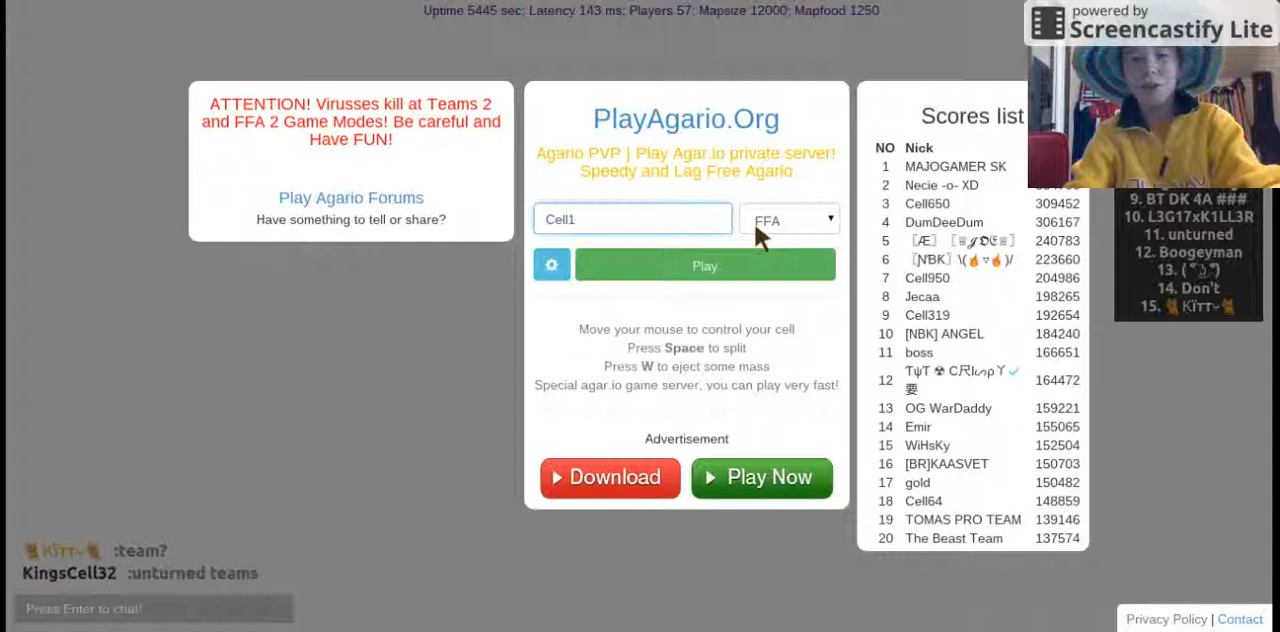 Uptime 5445 sec; Latency 143 ms; Players 57; Mapsize 12000; Mapfood 1250
powered by
Screencastify Lite
ATTENTION! Virusses kill at Teams 2
and FFA 2 Game Modes! Be careful and
Have FUN!
Play Agario Forums
Have something to tell or share?
PlayAgario.Org
Agario PVP | Play Agar.io private server!
Speedy and Lag Free Agario
Cell1
FFA
Play
Move your mouse to control your cell
Press Space to split
Press W to eject some mass
Special agar.io game server, you can play very fast!
Advertisement
Download
Play Now
Scores list
NO Nick
1 MAJOGAMER SK
2 Necie -o- XD
3 Cell650 309452
4 DumDeeDum 306167
5 240783
6 223660
7 Cell950 204986
8 Jecaa 198265
9 Cell319 192654
10 [NBK] ANGEL 184240
11 boss 166651
12 164472
13 OG WarDaddy 159221
14 Emir 155065
15 WiHsKy 152504
16 [BR]KAASVET 150703
17 gold 150482
18 Cell64 148859
19 TOMAS PRO TEAM 139146
20 The Beast Team 137574
9. BT DK 4A ###
10. L3G17xK1LL3R
11. unturned
12. Boogeyman
13.
14. Don't
15.
:team?
KingsCell32 :unturned teams
Press Enter to chat!
Privacy Policy | Contact